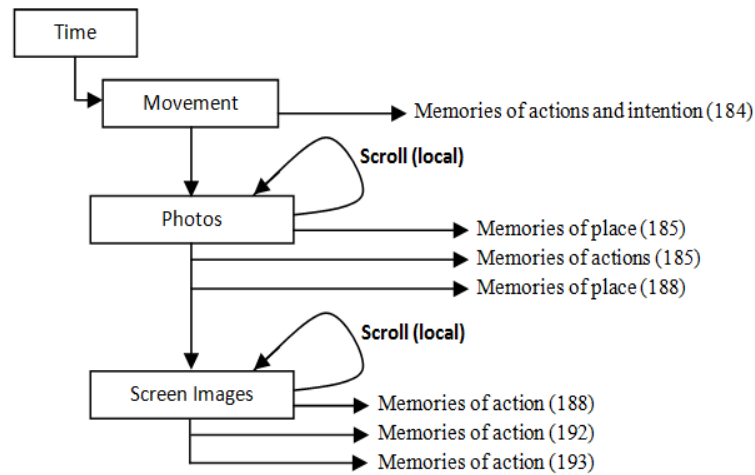 Time
Movement
Memories of actions and intention (184)
Scroll (local)
Photos
Memories of place (185)
Memories of actions (185)
Memories of place (188)
Scroll (local)
Screen Images
Memories of action (188)
Memories of action (192)
Memories of action (193)